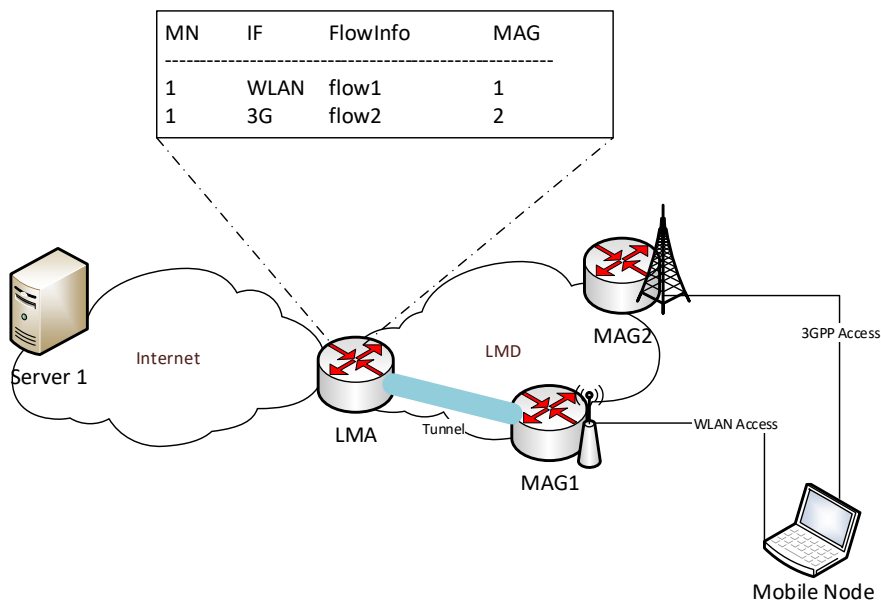 MN IF FlowInfo MAG
--------------------------------------------------------
1 WLAN flow1 1
1 3G flow2 2
MAG2
3GPP Access
Internet
LMD
Server 1
LMA
Tunnel
WLAN Access
MAG1
Mobile Node